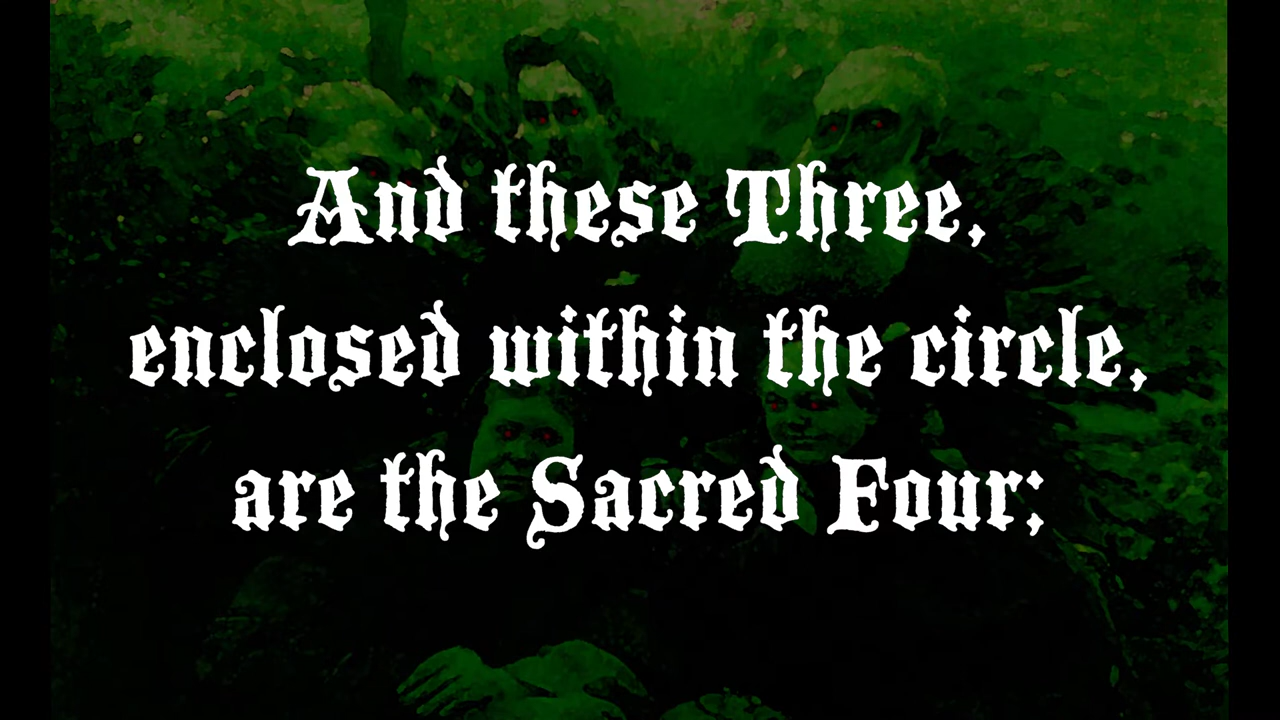 And these Three,
enclosed within the circle,
are the Sacred Four;